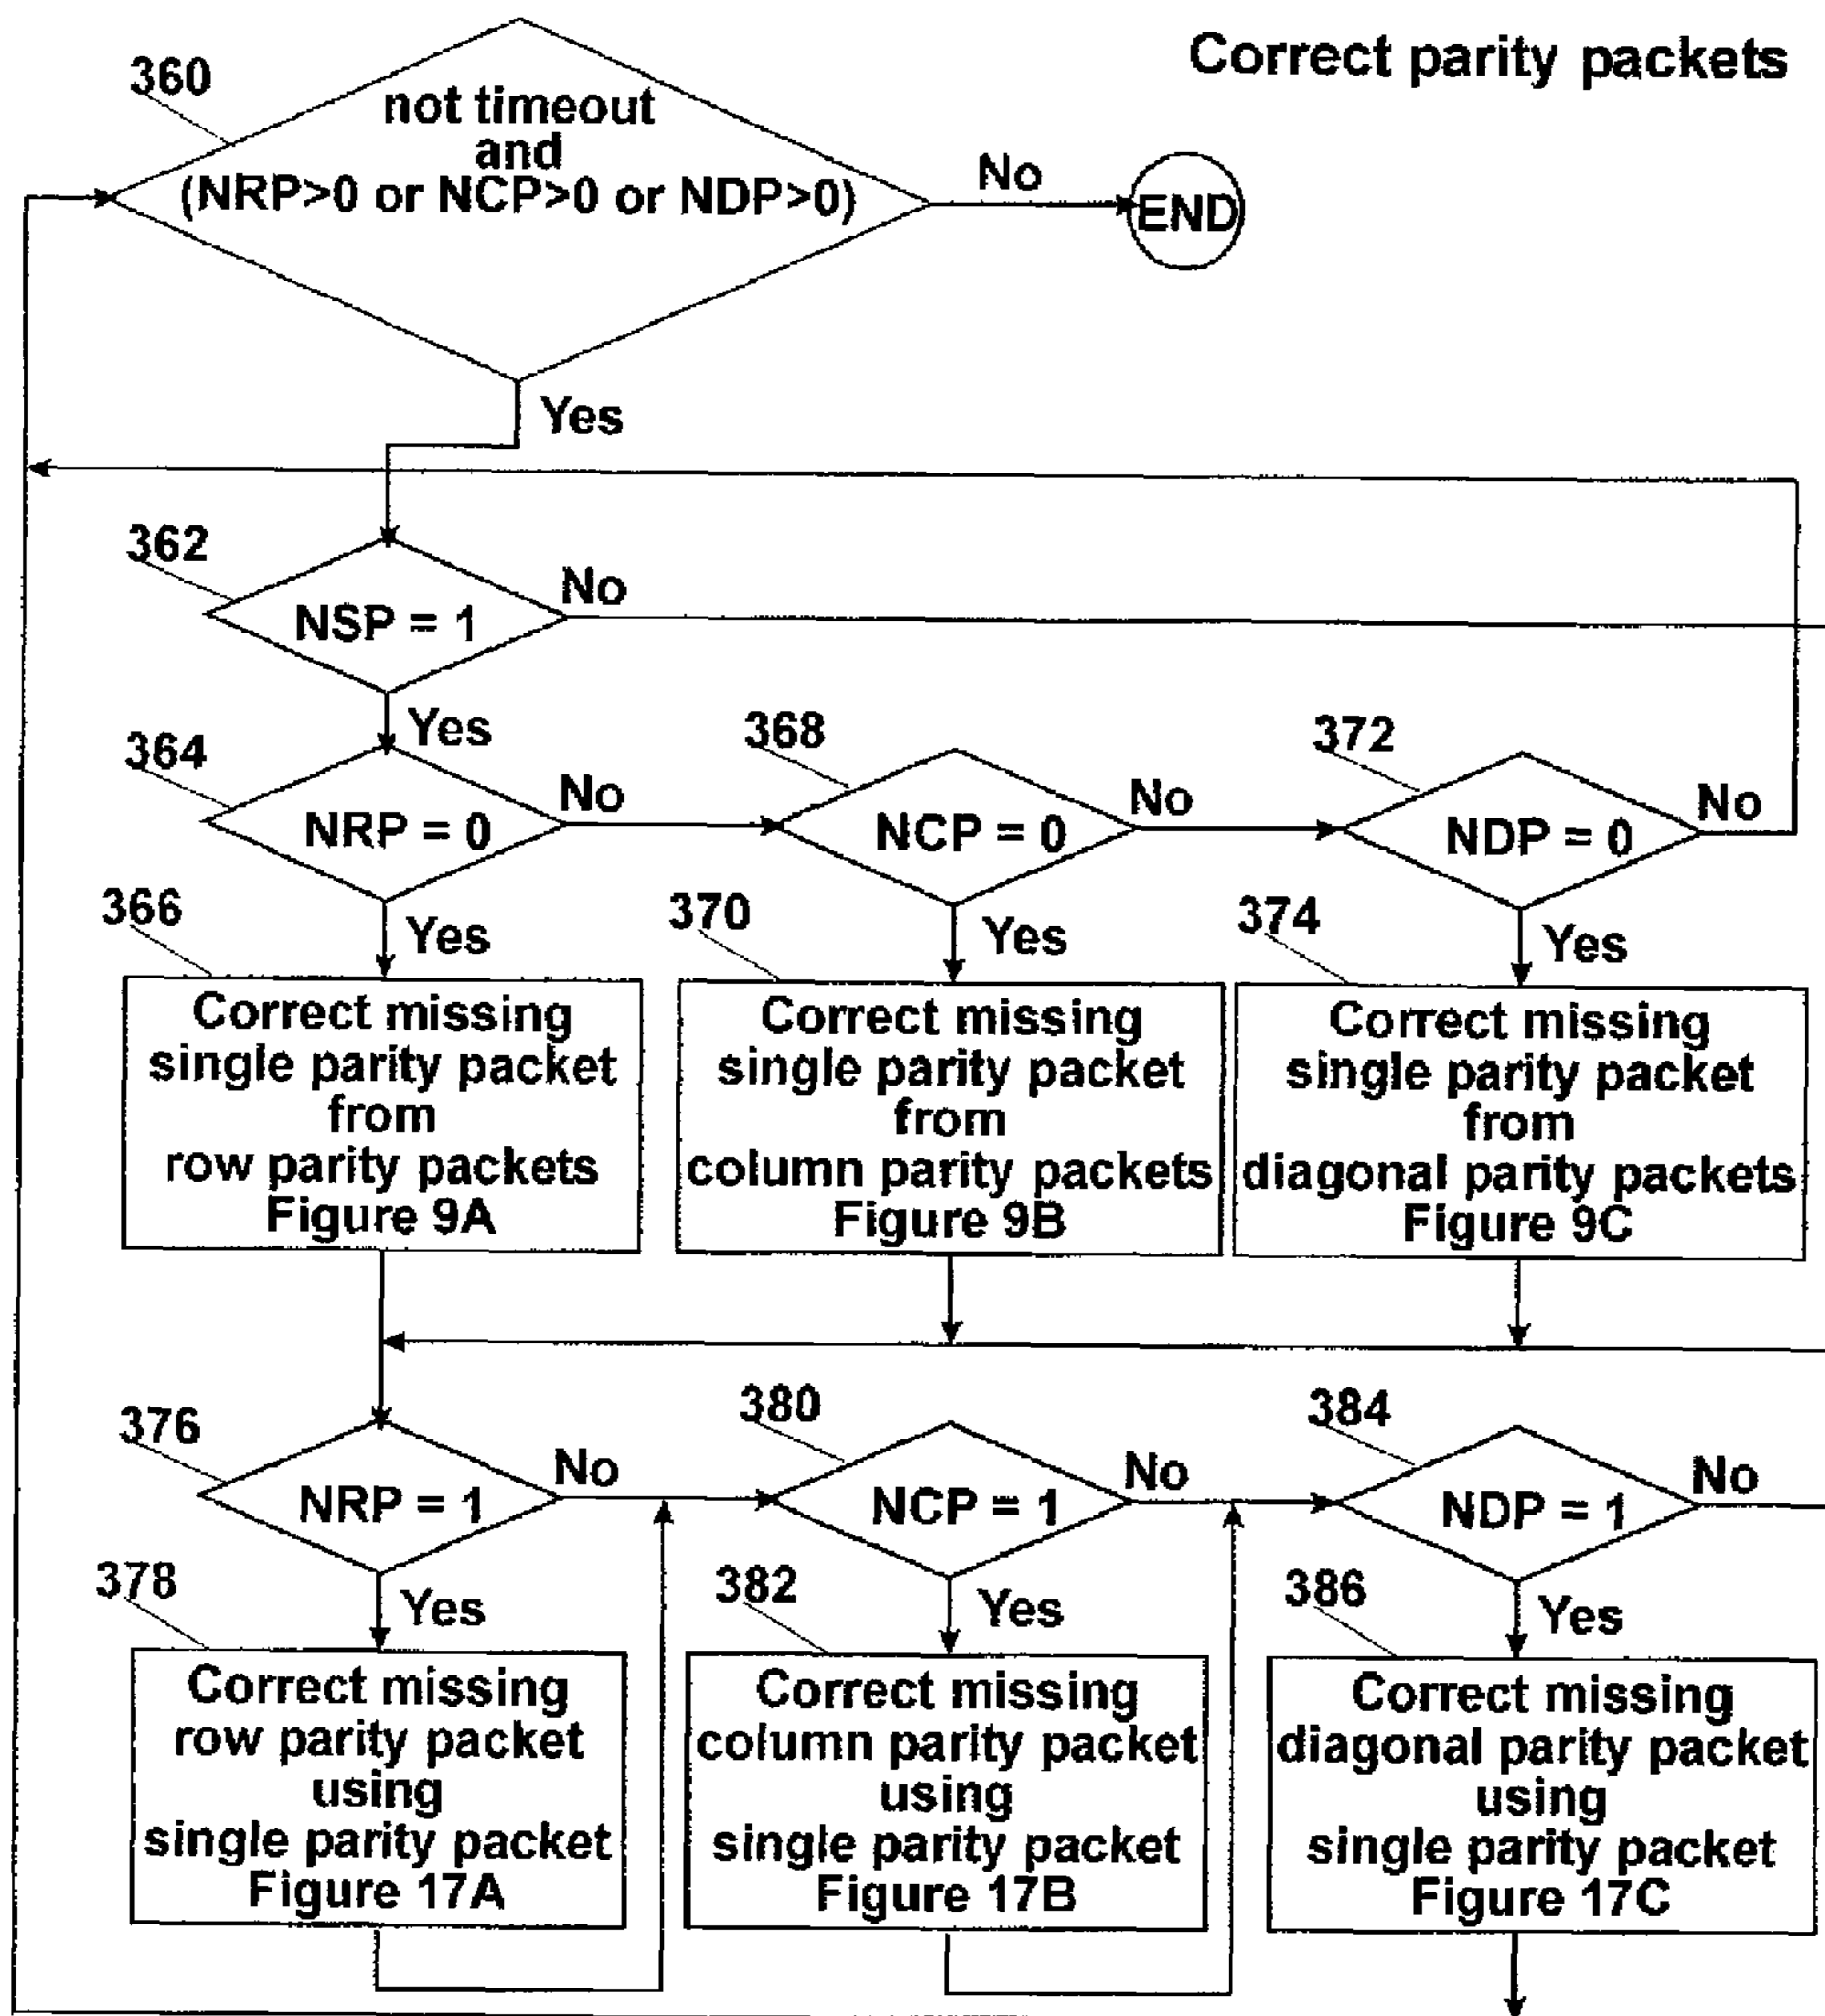 Correct parity packets
360
not timeout
and
(NRP>0 or NCP>0 or NDP>0)
No
END
Yes
362
NSP = 1
No
Yes
364
NRP = 0
No
368
NCP = 0
No
372
NDP = 0
No
366
Yes
370
Yes
374
Yes
Correct missing
single parity packet
from
row parity packets
Figure 9A
Correct missing
single parity packet
from
column parity packets
Figure 9B
Correct missing
single parity packet
from
diagonal parity packets
Figure 9C
376
NRP = 1
No
380
NCP = 1
No
384
NDP = 1
No
378
Yes
382
Yes
386
Yes
Correct missing
row parity packet
using
single parity packet
Figure 17A
Correct missing
column parity packet
using
single parity packet
Figure 17B
Correct missing
diagonal parity packet
using
single parity packet
Figure 17C